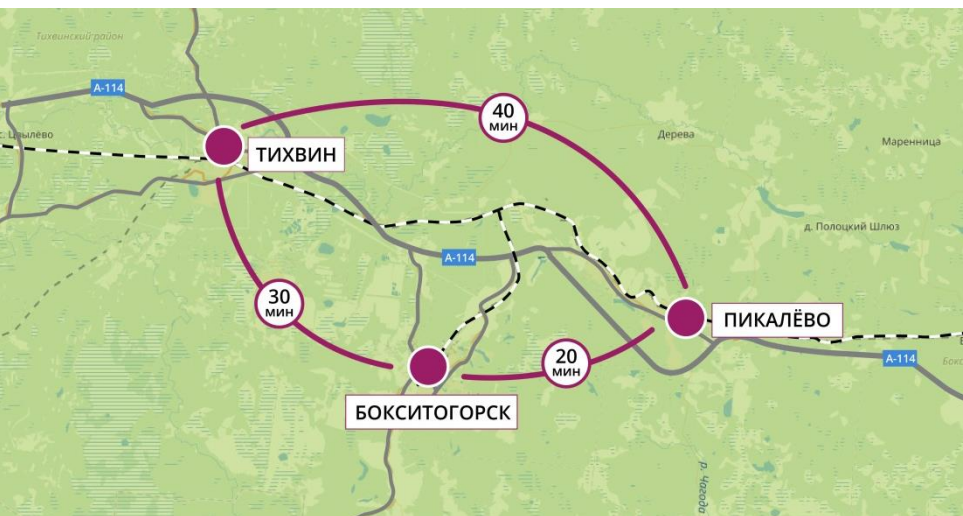 Тихвинский район
А-114
40
мин
с. Цвылёво
ТИХВИН
Дерева
Маренница
д. Полоцкий Шлюз
А-114
30
мин
ПИКАЛЁВО
20
мин
А-114
БОКСИТОГОРСК
р. Чагода